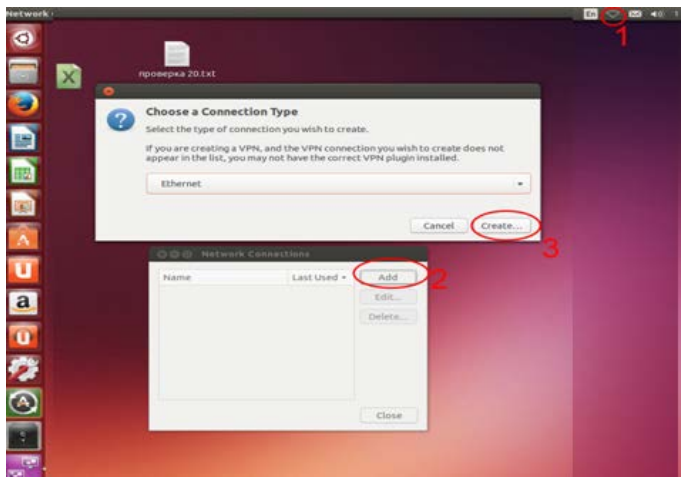 Network
En
1
проверка 20.txt
Choose a Connection Type
Select the type of connection you wish to create.
If you are creating a VPN, and the VPN connection you wish to create does not
appear in the list, you may not have the correct VPN plugin installed.
Ethernet
Cancel
Create...
3
Network Connections
Name
Last Used
Add
2
Edit...
Delete...
Close